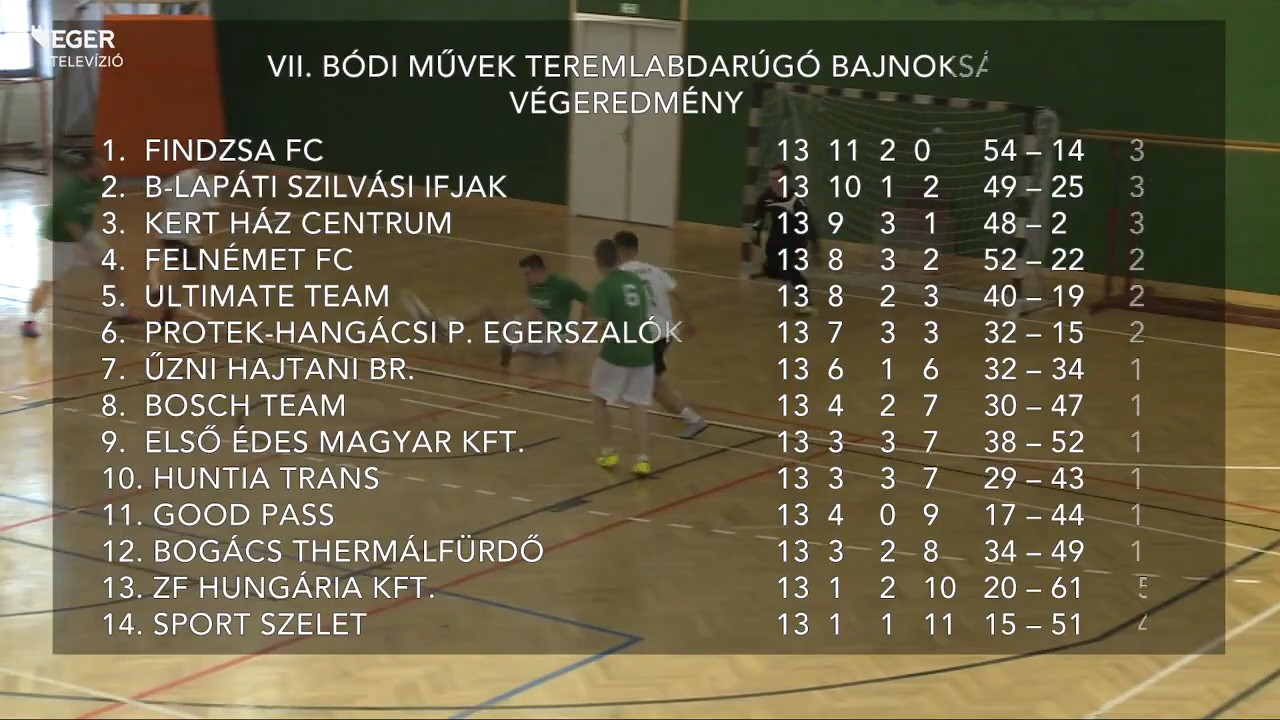 EGER
TELEVÍZIÓ
VII. BÓDI MŰVEK TEREMLABDARÚGÓ BAJNOKSÁ
VÉGEREDMÉNY
1. FINDZSA FC 13 11 2 0 54 – 14 3
2. B-LAPÁTI SZILVÁSI IFJAK 13 10 1 2 49 – 25 3
3. KERT HÁZ CENTRUM 13 9 3 1 48 – 2 3
4. FELNÉMET FC 13 8 3 2 52 – 22 2
5. ULTIMATE TEAM 13 8 2 3 40 – 19 2
6. PROTEK-HANGÁCSI P. EGERSZALÓK 13 7 3 3 32 – 15 2
7. ŰZNI HAJTANI BR. 13 6 1 6 32 – 34 1
8. BOSCH TEAM 13 4 2 7 30 – 47 1
9. ELSŐ ÉDES MAGYAR KFT. 13 3 3 7 38 – 52 1
10. HUNTIA TRANS 13 3 3 7 29 – 43 1
11. GOOD PASS 13 4 0 9 17 – 44 1
12. BOGÁCS THERMÁLFÜRDŐ 13 3 2 8 34 – 49 1
13. ZF HUNGÁRIA KFT. 13 1 2 10 20 – 61 5
14. SPORT SZELET 13 1 1 11 15 – 51 4